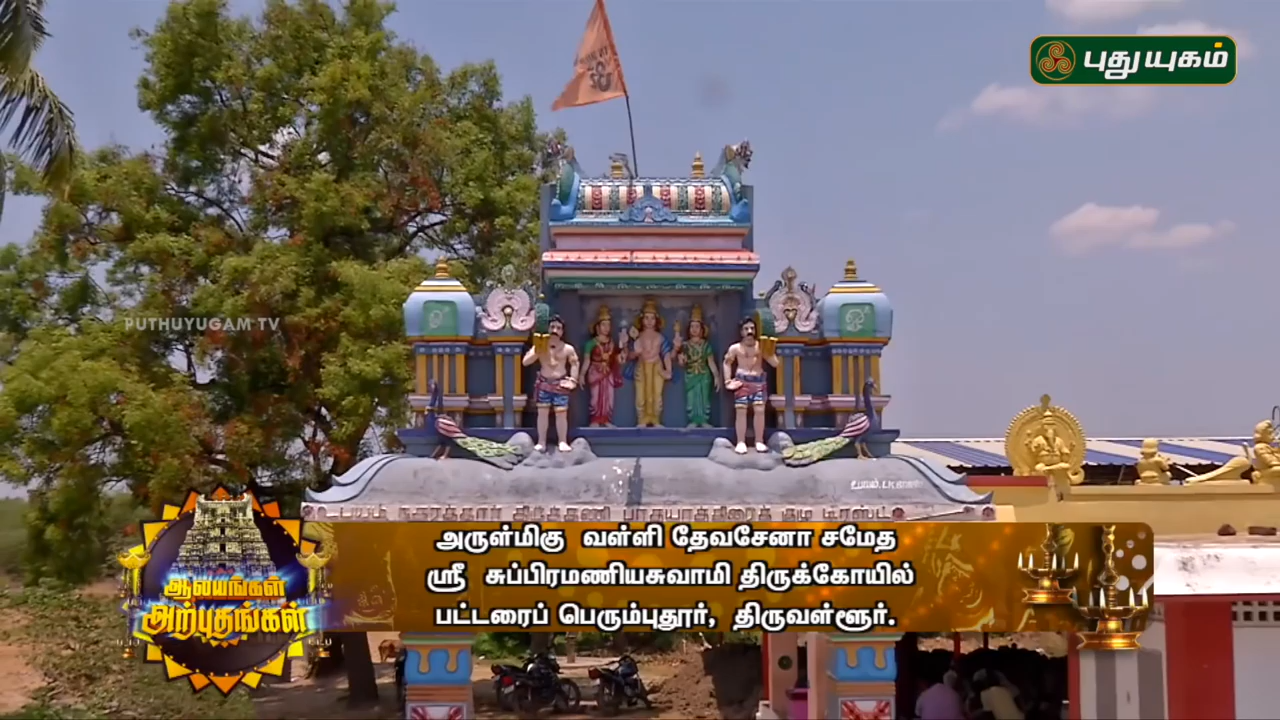 புதுயுகம்
PUTHUYUGAM TV
அருள்மிகு வள்ளி தேவசேனா சமேத
ஸ்ரீ சுப்பிரமணியசுவாமி திருக்கோயில்
பட்டரைப் பெரும்புதூர், திருவள்ளூர்.
ஆலயங்கள்
அற்புதங்கள்